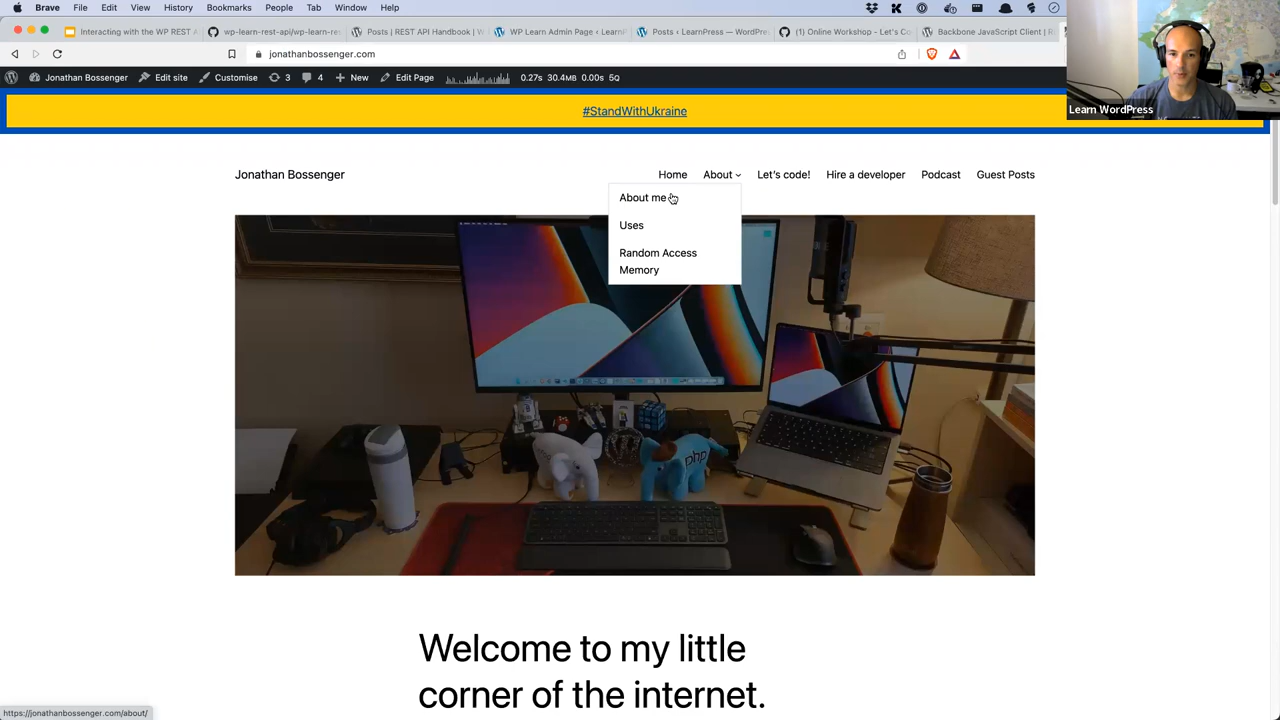 Brave File Edit View History Bookmarks People Tab Window Help
Interacting with the WP REST A
wp-learn-rest-api/wp-learn-res
Posts | REST API Handbook | W
WP Learn Admin Page ‹ LearnP
Posts ‹ LearnPress — WordPres
(1) Online Workshop - Let's Co
Backbone JavaScript Client | R
jonathanbossenger.com
Jonathan Bossenger Edit site Customise 3 4 New Edit Page 0.27s 30.4MB 0.00s 5Q
Learn WordPress
#StandWithUkraine
Jonathan Bossenger
Home About Let's code! Hire a developer Podcast Guest Posts
About me
Uses
Random Access
Memory
php
Welcome to my little
corner of the internet.
https://jonathanbossenger.com/about/